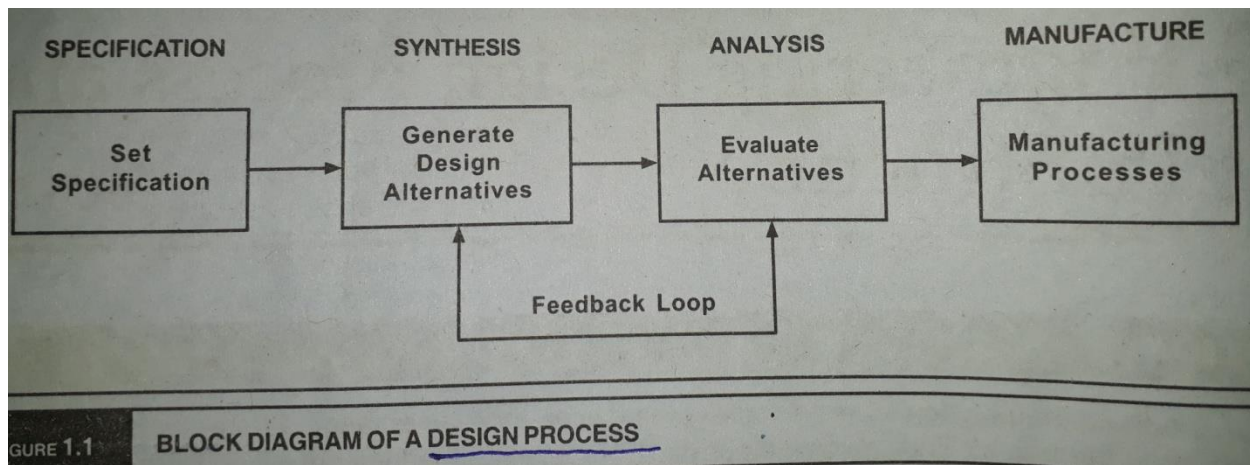 SPECIFICATION
SYNTHESIS
ANALYSIS
MANUFACTURE
Set
Specification
Generate
Design
Alternatives
Evaluate
Alternatives
Manufacturing
Processes
Feedback Loop
GURE 1.1
BLOCK DIAGRAM OF A DESIGN PROCESS